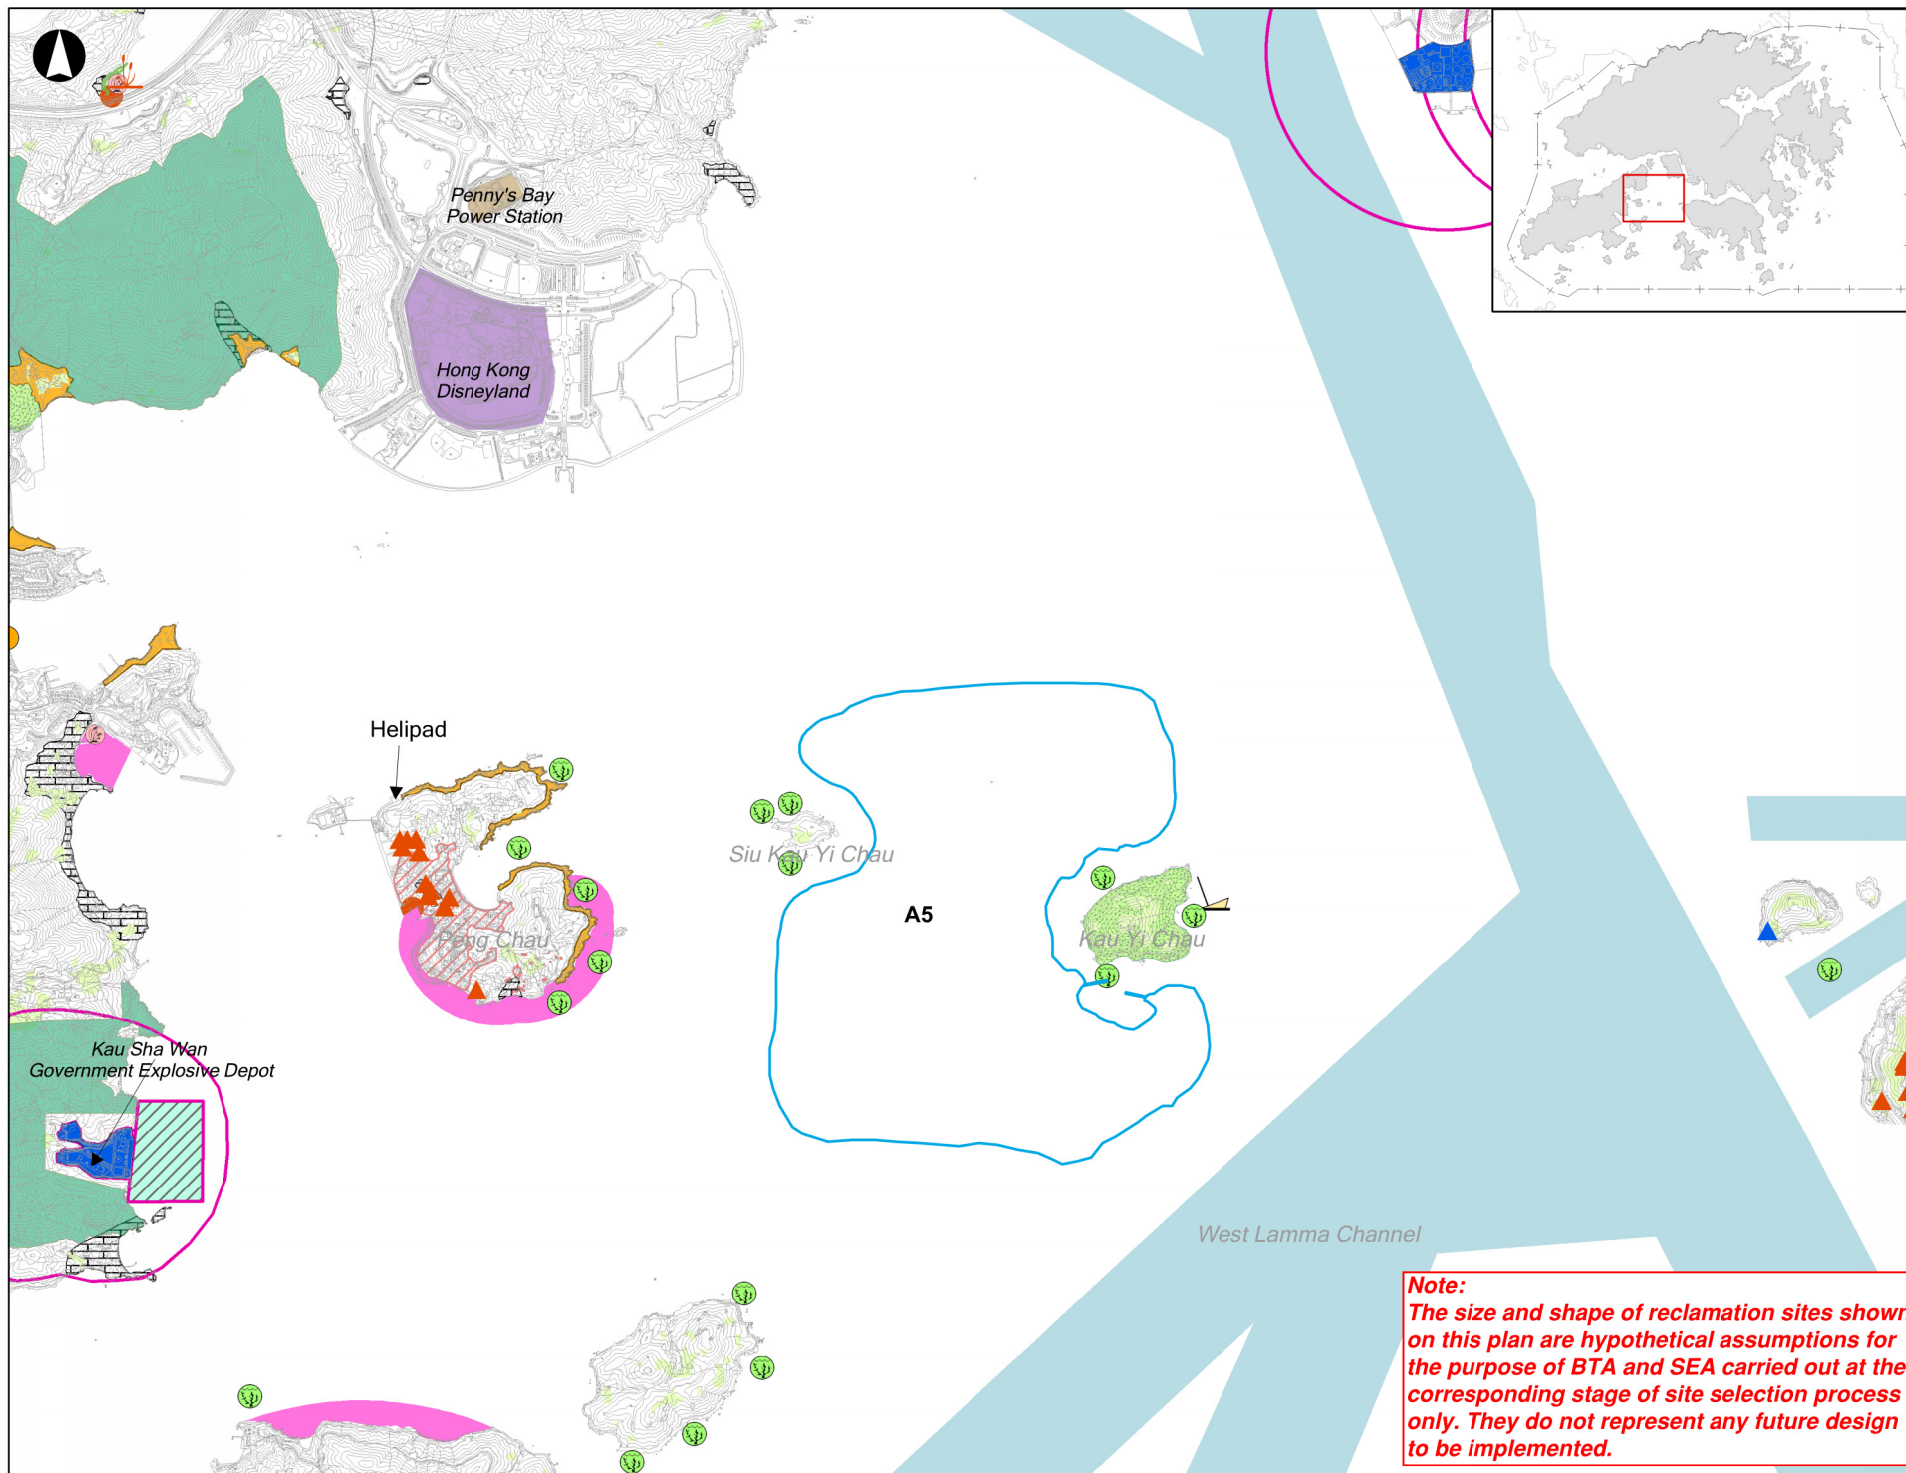 Penny's Bay
Power Station
Hong Kong
Disneyland
Helipad
Siu Kau Yi Chau
A5
Peng Chau
Kau Yi Chau
Kau Sha Wan
Government Explosive Depot
West Lamma Channel
Note:
The size and shape of reclamation sites shown
on this plan are hypothetical assumptions for
the purpose of BTA and SEA carried out at the
corresponding stage of site selection process
only. They do not represent any future design
to be implemented.